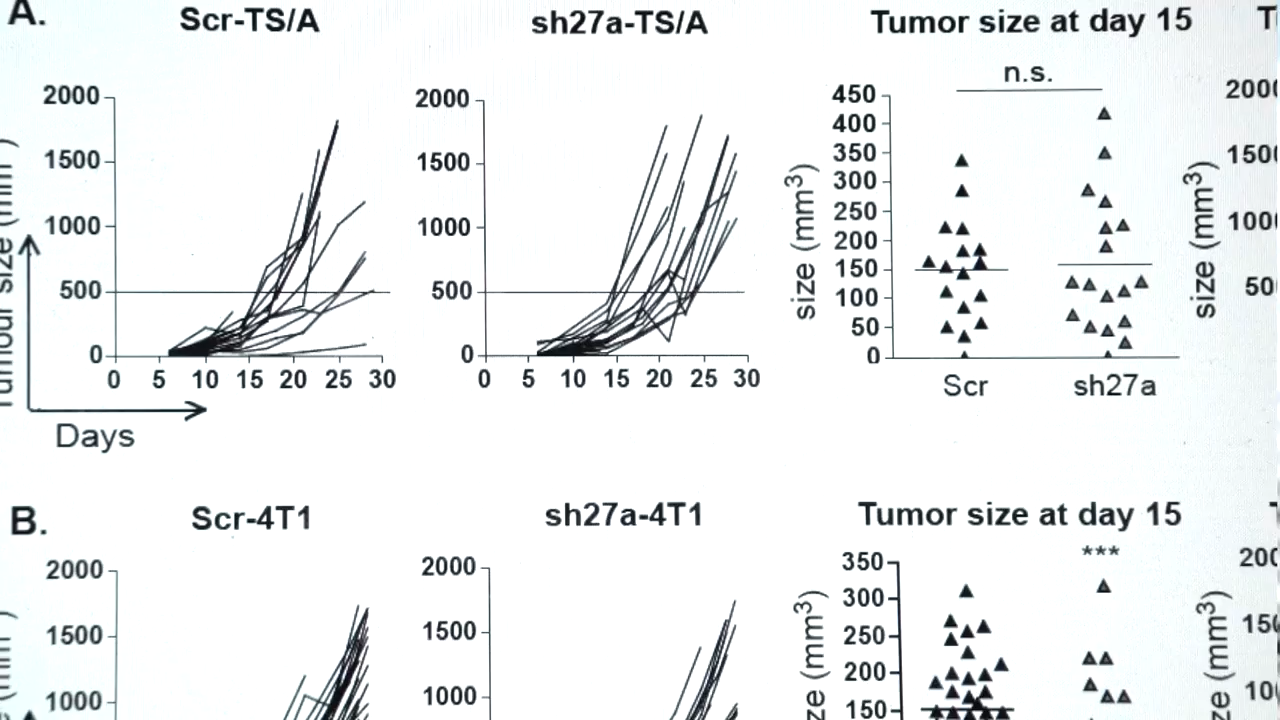 A.
Scr-TS/A
sh27a-TS/A
Tumor size at day 15
n.s.
2000
1500
1000
500
0
0 5 10 15 20 25 30
Days
2000
1500
1000
500
0
0 5 10 15 20 25 30
size (mm3)
450
400
350
300
250
200
150
100
50
0
Scr sh27a
size (mm3)
B.
Scr-4T1
sh27a-4T1
Tumor size at day 15
***
2000
1500
1000
2000
1500
1000
350
300
250
200
150